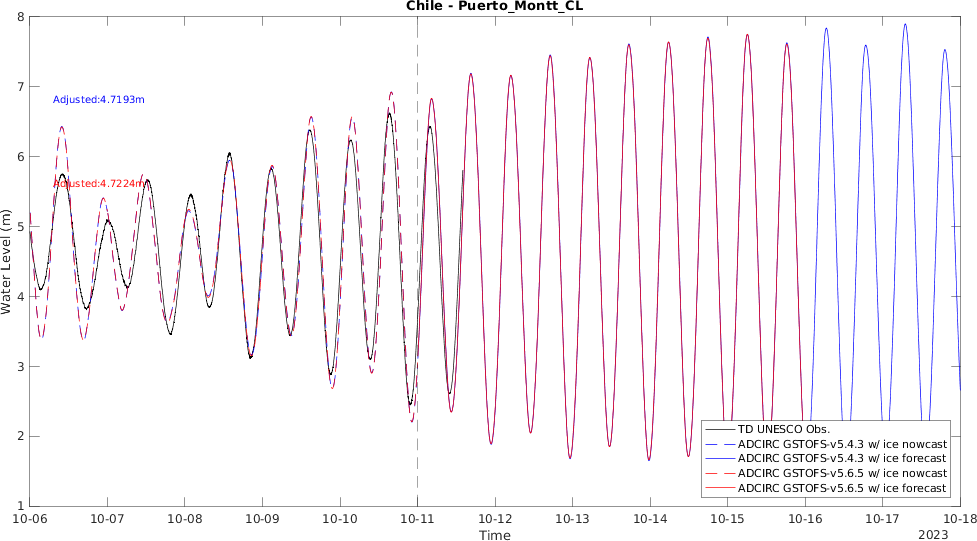 Chile - Puerto_Montt_CL
8
7
6
5
4
3
2
1
Water Level (m)
Adjusted:4.7193m
Adjusted:4.7224m
TD UNESCO Obs.
ADCIRC GSTOFS-v5.4.3 w/ ice nowcast
ADCIRC GSTOFS-v5.4.3 w/ ice forecast
ADCIRC GSTOFS-v5.6.5 w/ ice nowcast
ADCIRC GSTOFS-v5.6.5 w/ ice forecast
10-06 10-07 10-08 10-09 10-10 10-11 10-12 10-13 10-14 10-15 10-16 10-17 10-18
Time
2023